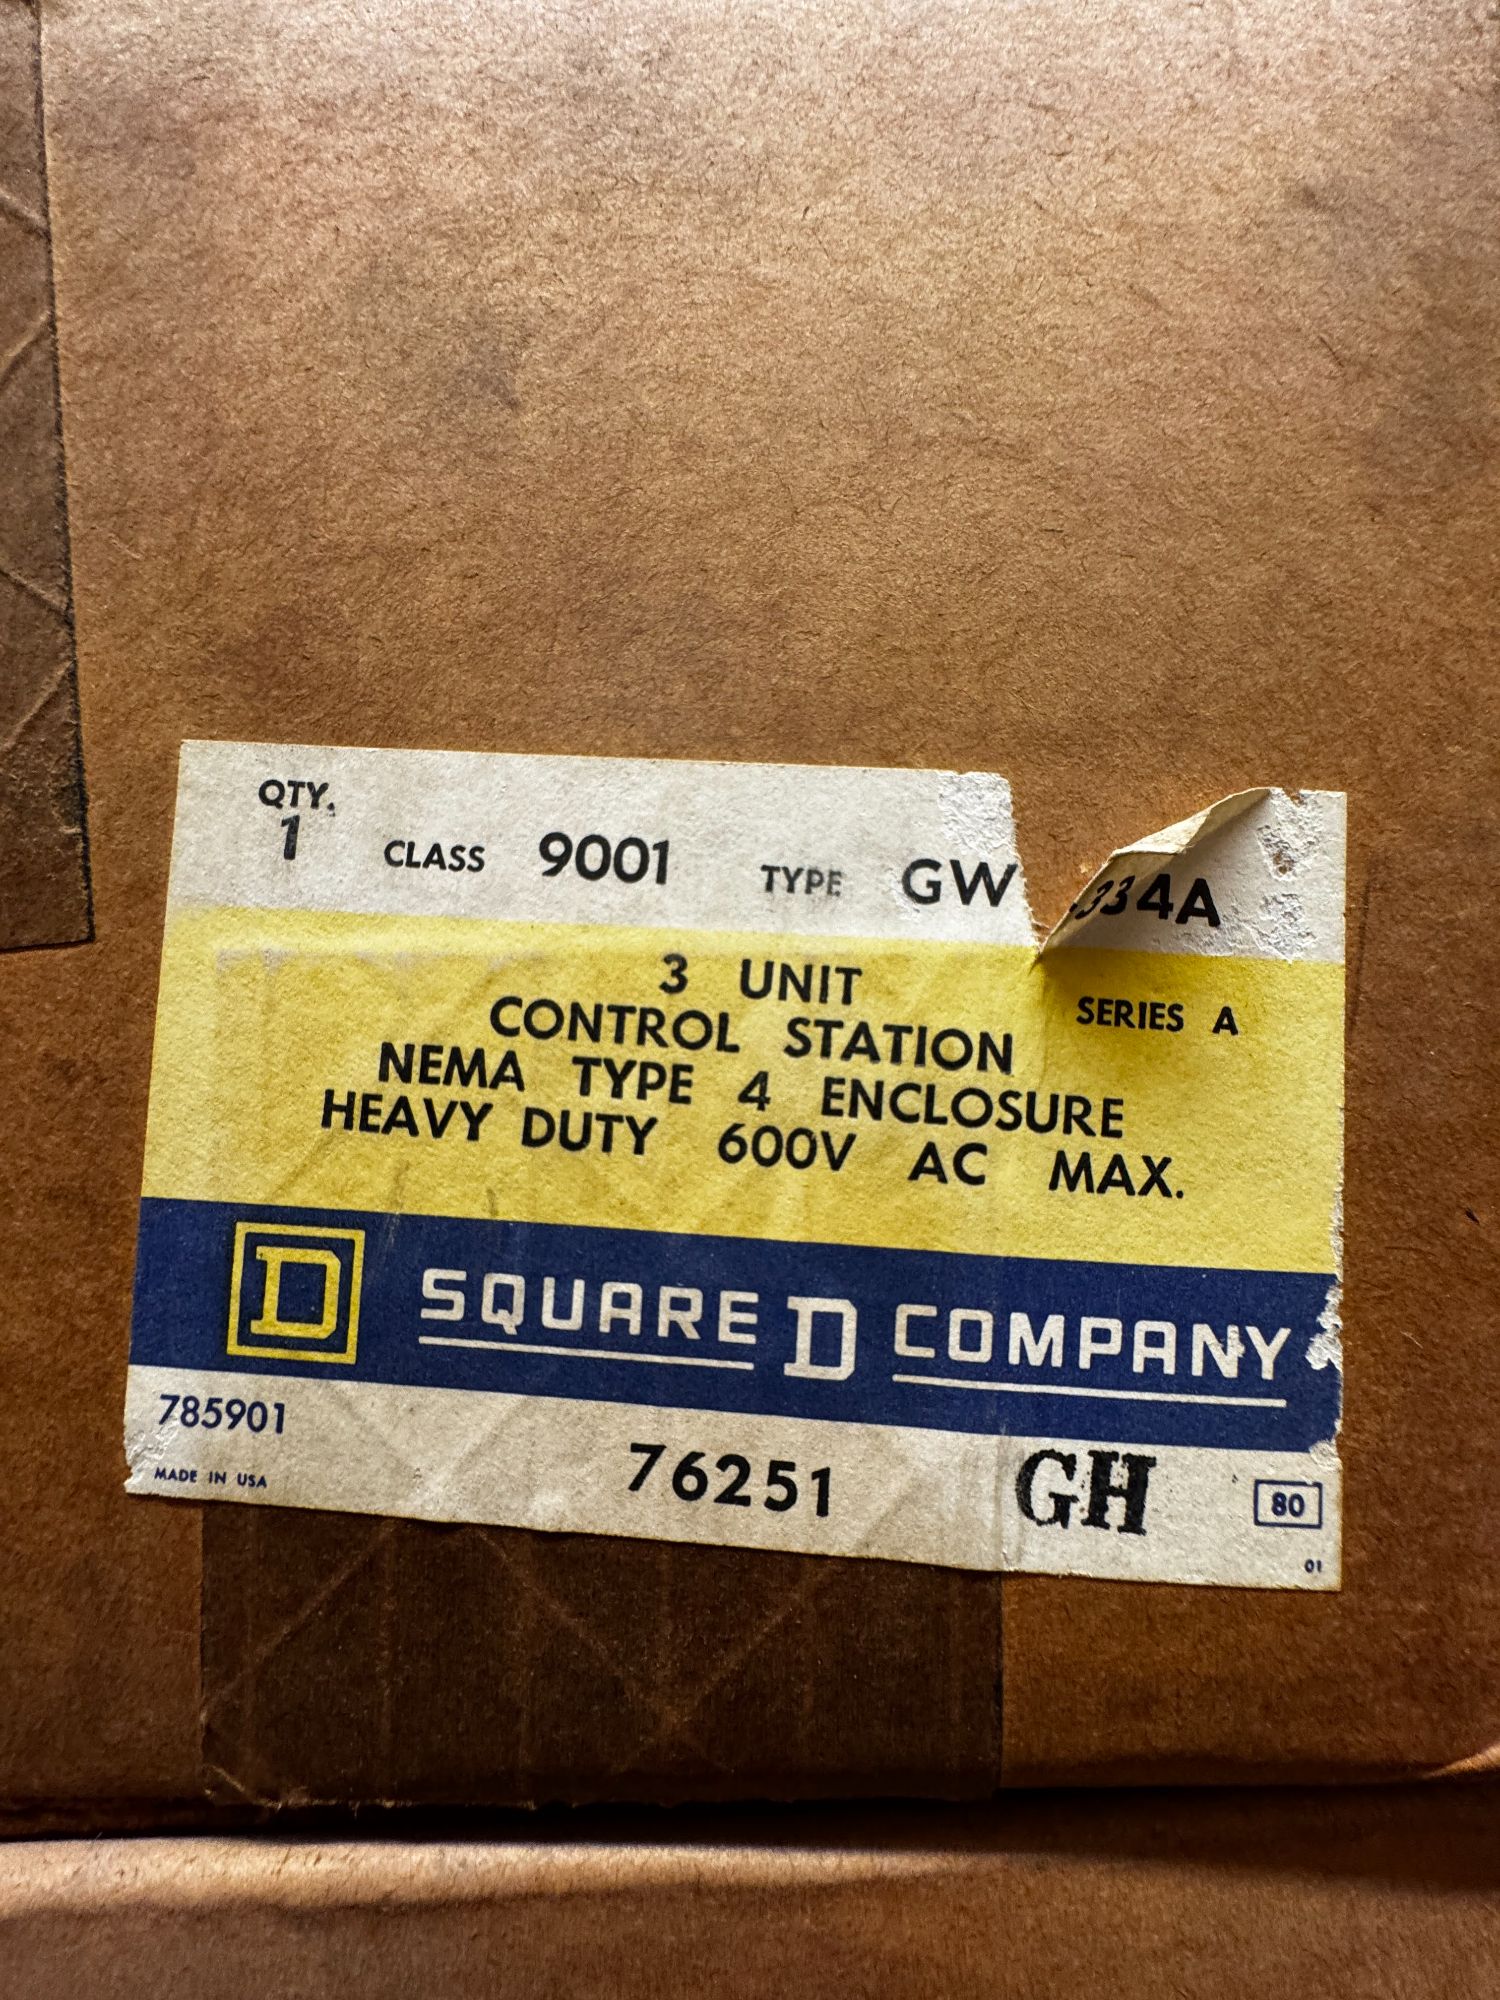 QTY.
1 CLASS 9001 TYPE GW 334A
3 UNIT
CONTROL STATION SERIES A
NEMA TYPE 4 ENCLOSURE
HEAVY DUTY 600V AC MAX.
D SQUARE D COMPANY
785901
MADE IN USA
76251 GH 80
01